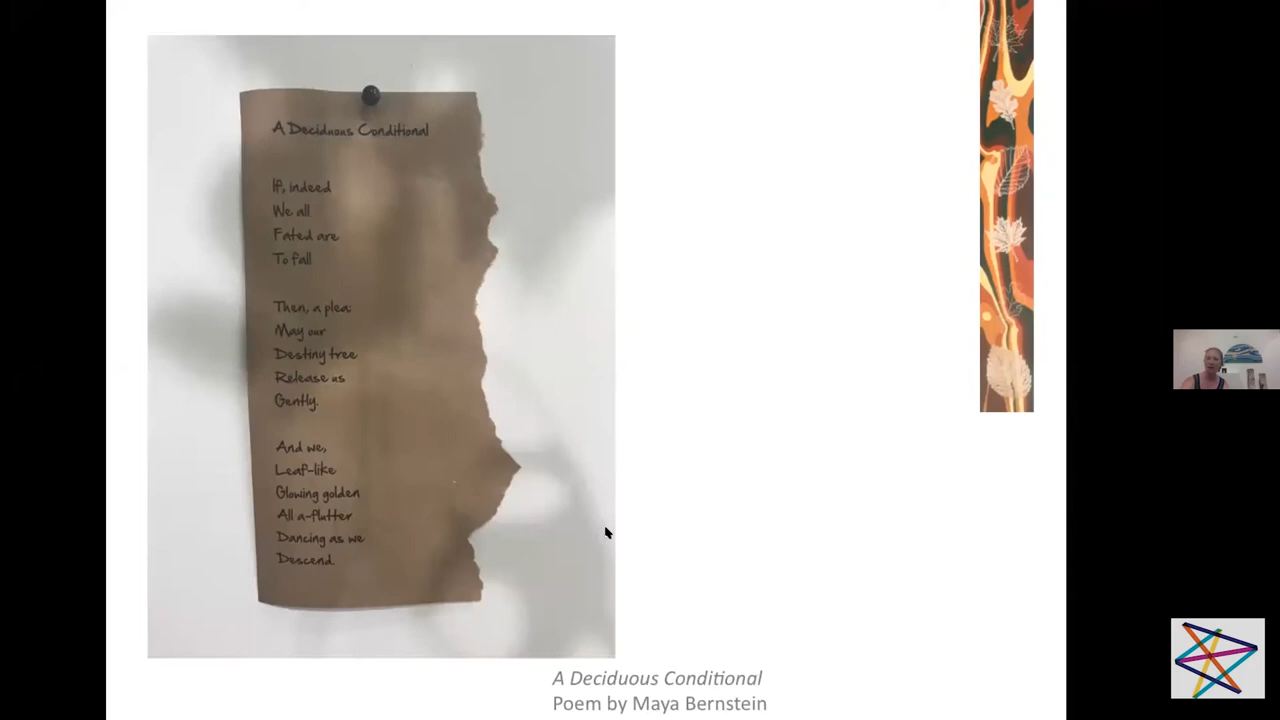 A Deciduous Conditional
If, indeed
We all
Fated are
To fall
Then, a plea:
May our
Destiny tree
Release us
Gently.
And we,
Leaf-like
Glowing golden
All a-flutter
Dancing as we
Descend.
A Deciduous Conditional
Poem by Maya Bernstein